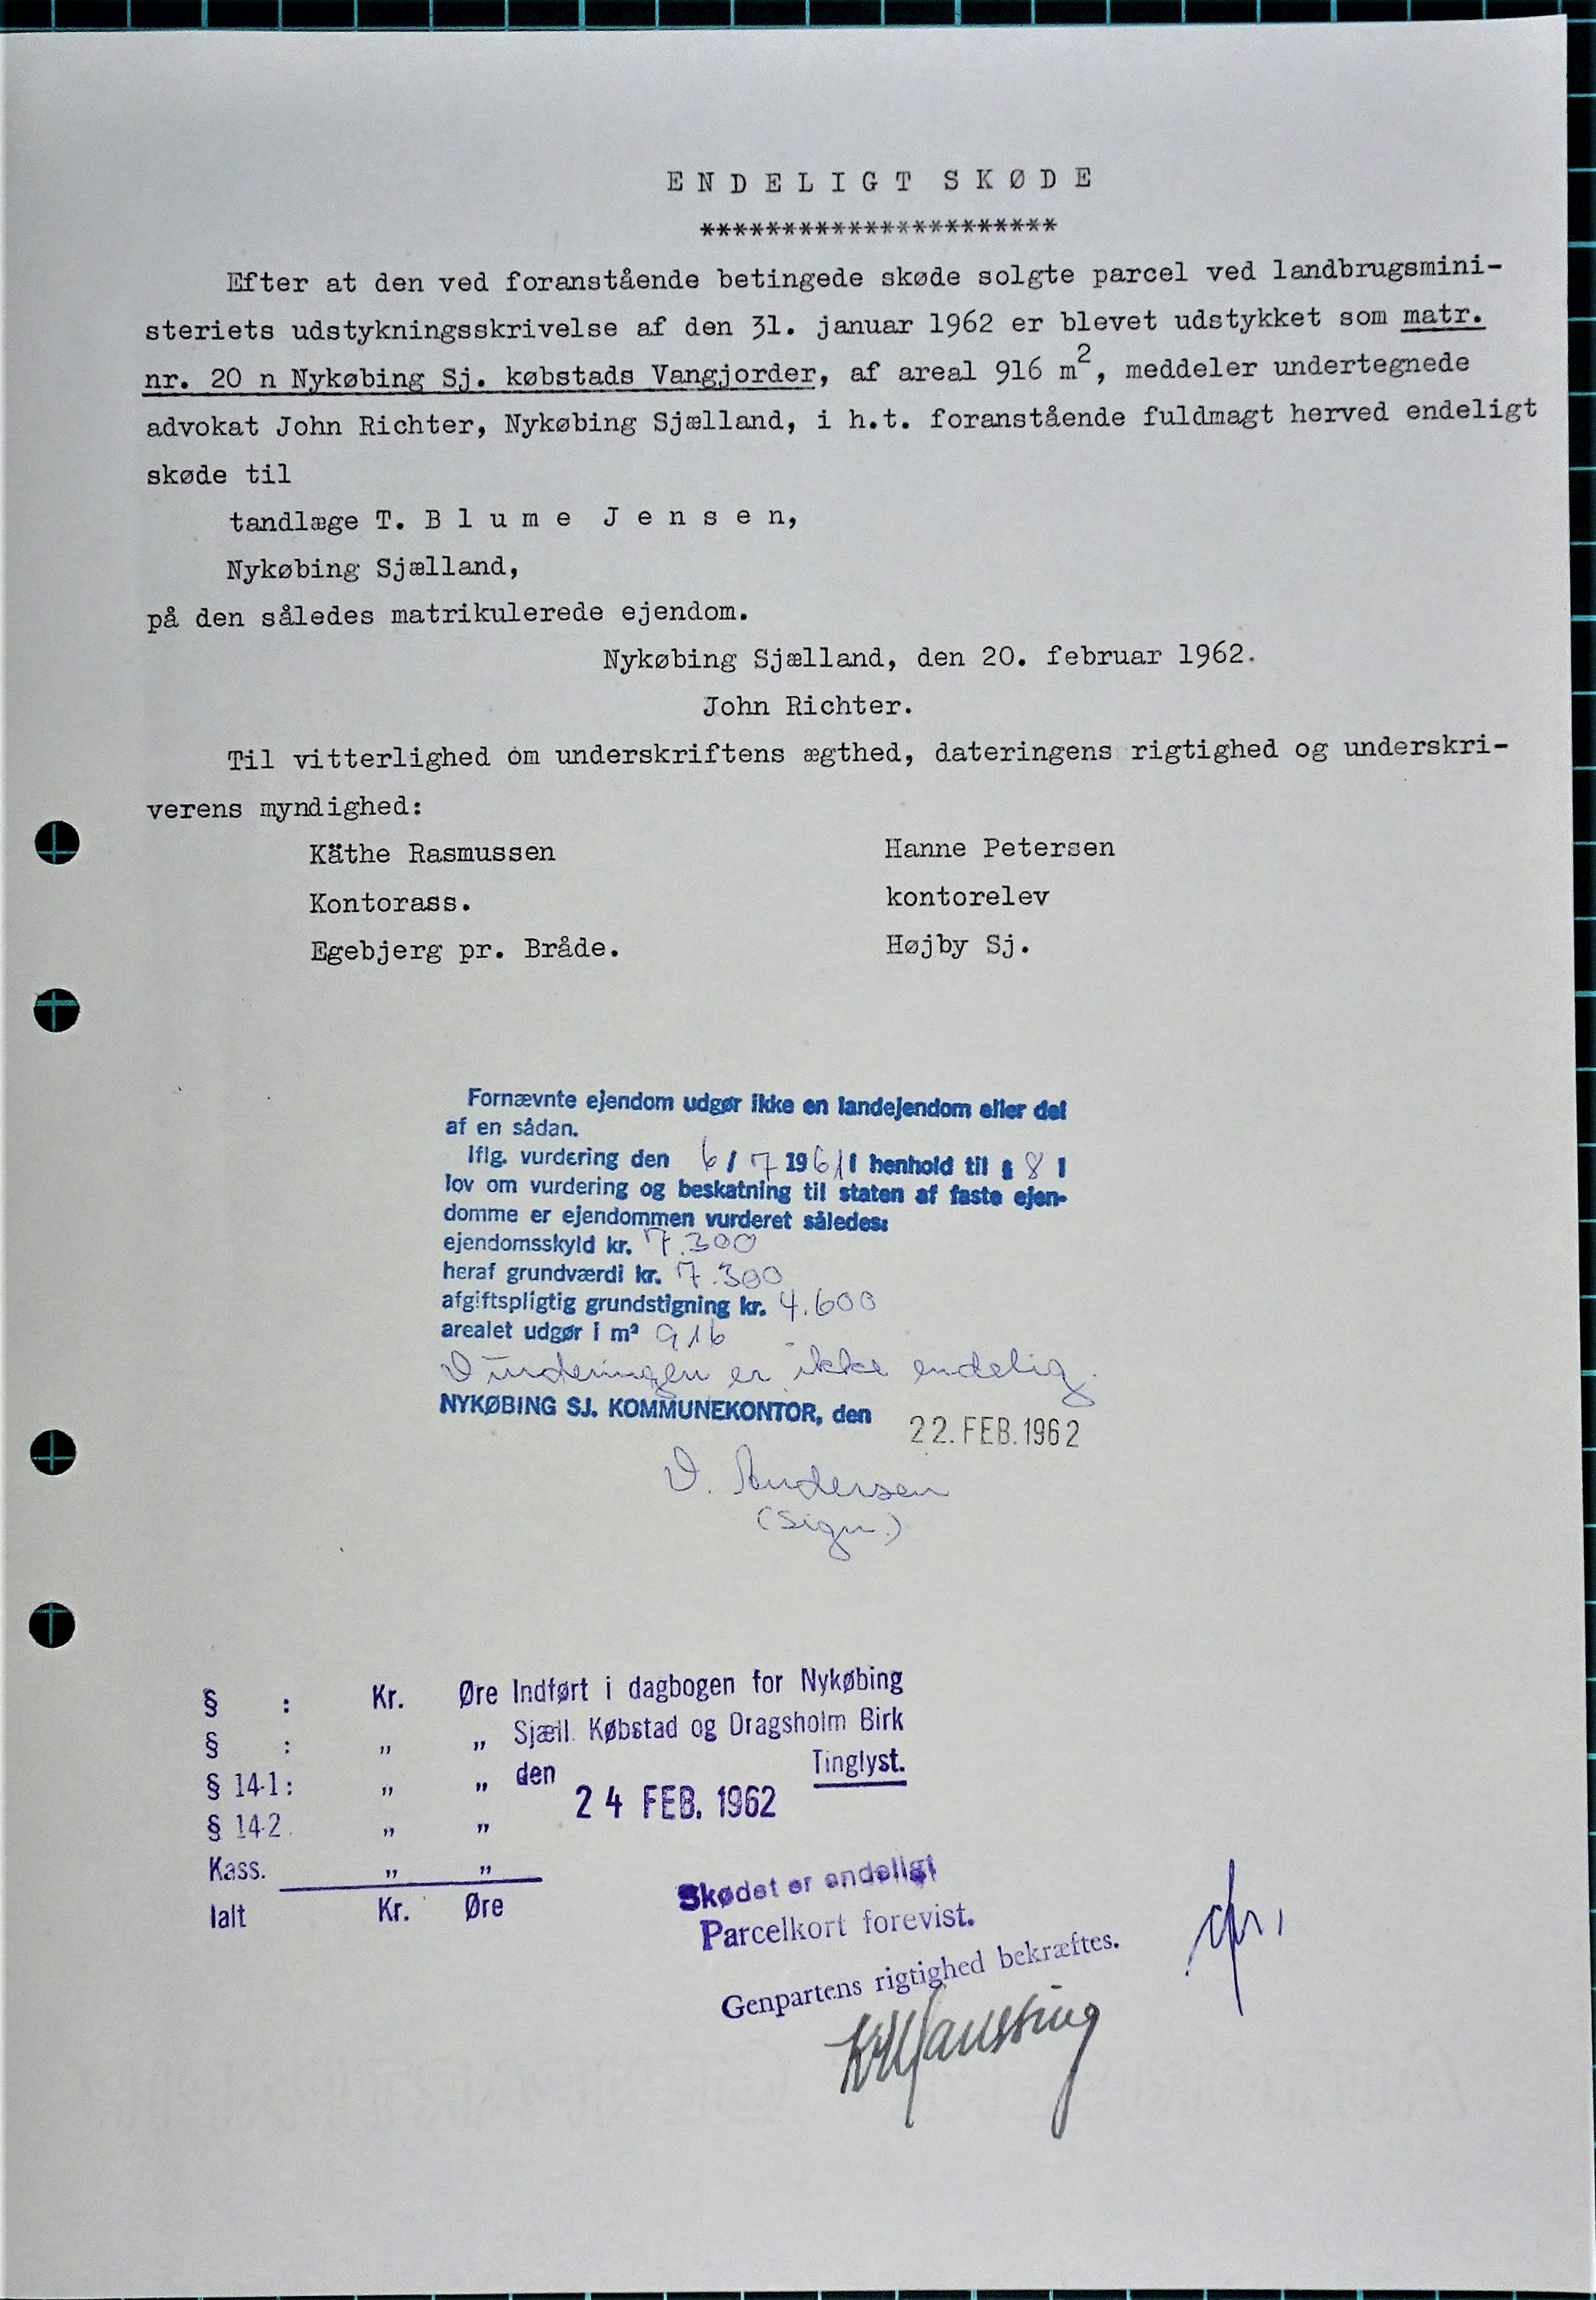 ENDELIGT SKØDE
**********************
Efter at den ved foranstående betingede skøde solgte parcel ved landbrugsmini-
steriets udstykningsskrivelse af den 31. januar 1962 er blevet udstykket som matr.
nr. 20 n Nykøbing Sj. købstads Vangjorder, af areal 916 m2, meddeler undertegnede
advokat John Richter, Nykøbing Sjælland, i h.t. foranstående fuldmagt herved endeligt
skøde til
tandlæge T. Blume Jensen,
Nykøbing Sjælland,
på den således matrikulerede ejendom.
Nykøbing Sjælland, den 20. februar 1962.
John Richter.
Til vitterlighed om underskriftens ægthed, dateringens rigtighed og underskri-
verens myndighed:
Käthe Rasmussen Hanne Petersen
Kontorass. kontorelev
Egebjerg pr. Bråde. Højby Sj.
Fornævnte ejendom udgør ikke en landejendom eller del
af en sådan.
Iflg. vurdering den 6/7 1961 i henhold til § 8 i
lov om vurdering og beskatning til staten af faste ejen-
domme er ejendommen vurderet således:
ejendomsskyld kr. 7.300
heraf grundværdi kr. 7.300
afgiftspligtig grundstigning kr. 4.600
arealet udgør i m² 916
Vurderingen er ikke endelig.
NYKØBING SJ. KOMMUNEKONTOR, den 22. FEB. 1962
V. Andersen
(Sign.)
§ : Kr. Øre Indført i dagbogen for Nykøbing
§ : „ „ Sjæll. Købstad og Dragsholm Birk
§ 14-1: „ „ den 24 FEB. 1962 Tinglyst.
§ 14-2. „ „
Kass. „ „
Ialt Kr. Øre
Skødet er endeligt
Parcelkort forevist.
Genpartens rigtighed bekræftes.